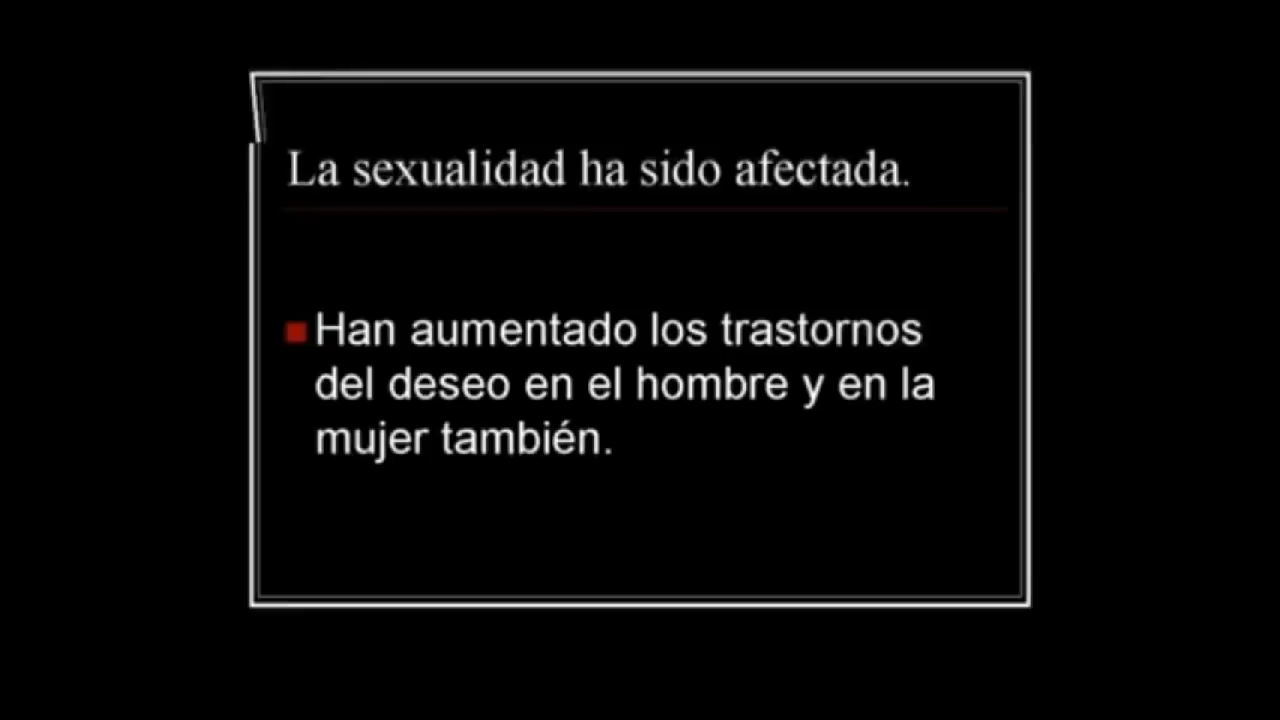 La sexualidad ha sido afectada.
Han aumentado los trastornos
del deseo en el hombre y en la
mujer también.